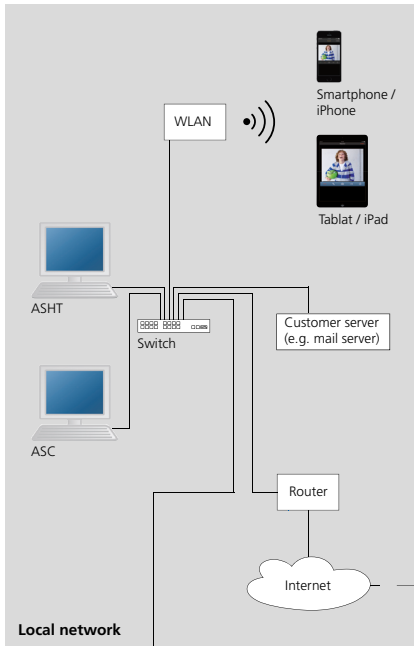 Smartphone /
iPhone
WLAN
Tablat / iPad
ASHT
Switch
Customer server
(e.g. mail server)
ASC
Router
Internet
Local network